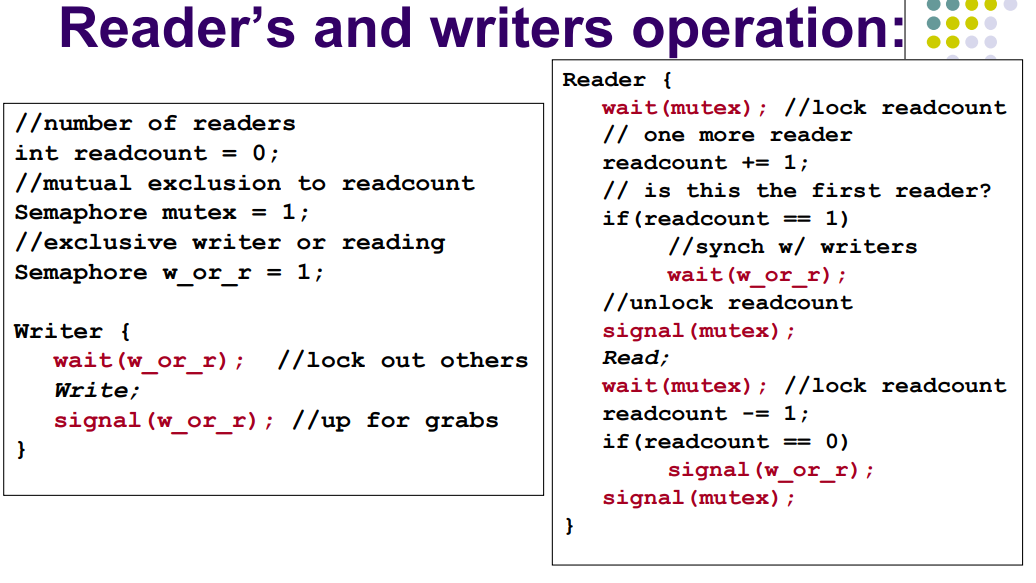 Reader’s and writers operation:
//number of readers
int readcount = 0;
//mutual exclusion to readcount
Semaphore mutex = 1;
//exclusive writer or reading
Semaphore w_or_r = 1;
Writer {
wait(w_or_r); //lock out others
Write;
signal(w_or_r); //up for grabs
}
Reader {
wait(mutex); //lock readcount
// one more reader
readcount += 1;
// is this the first reader?
if(readcount == 1)
//synch w/ writers
wait(w_or_r);
//unlock readcount
signal(mutex);
Read;
wait(mutex); //lock readcount
readcount -= 1;
if(readcount == 0)
signal(w_or_r);
signal(mutex);
}